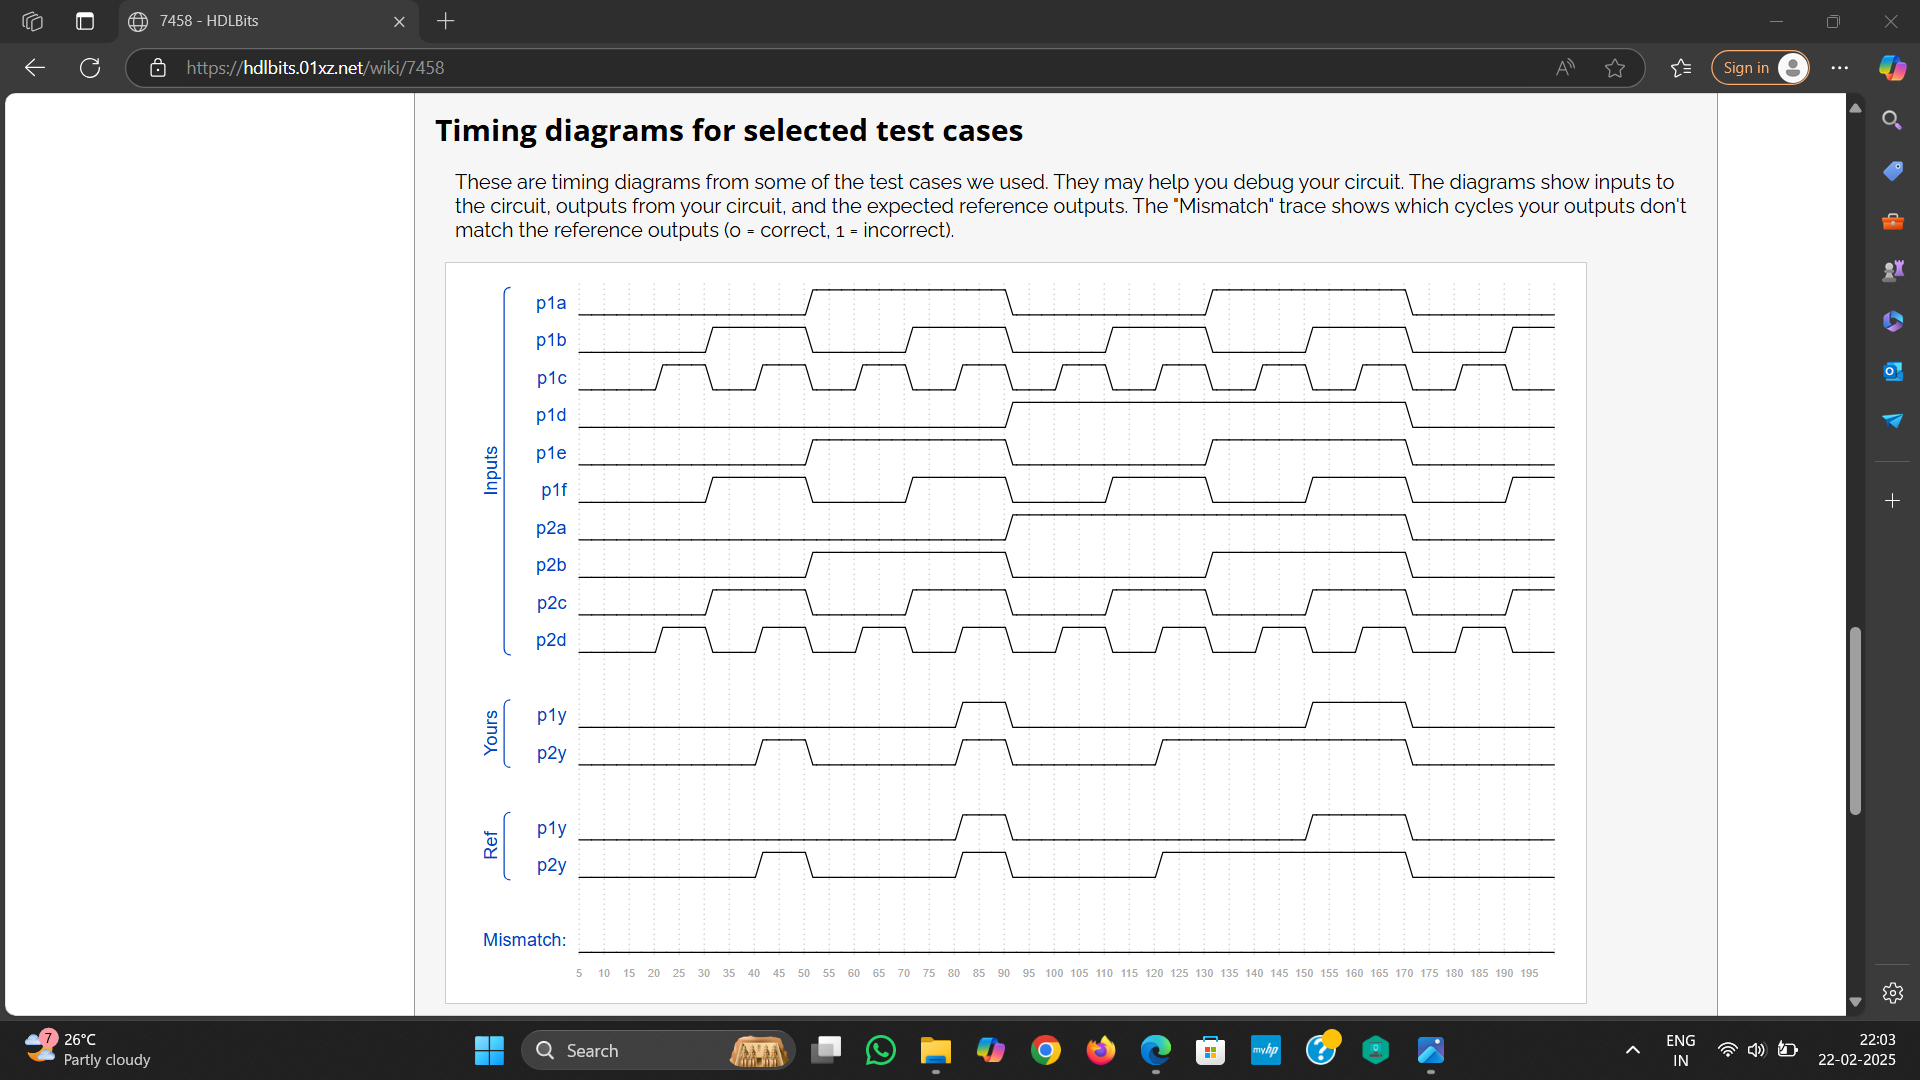 7458 - HDLBits
https://hdlbits.01xz.net/wiki/7458
Sign in
Timing diagrams for selected test cases
These are timing diagrams from some of the test cases we used. They may help you debug your circuit. The diagrams show inputs to
the circuit, outputs from your circuit, and the expected reference outputs. The "Mismatch" trace shows which cycles your outputs don't
match the reference outputs (0 = correct, 1 = incorrect).
Inputs
p1a
p1b
p1c
p1d
p1e
p1f
p2a
p2b
p2c
p2d
Yours
p1y
p2y
Ref
p1y
p2y
Mismatch:
5 10 15 20 25 30 35 40 45 50 55 60 65 70 75 80 85 90 95 100 105 110 115 120 125 130 135 140 145 150 155 160 165 170 175 180 185 190 195
7
26°C
Partly cloudy
Search
myhp
ENG
IN
22:03
22-02-2025